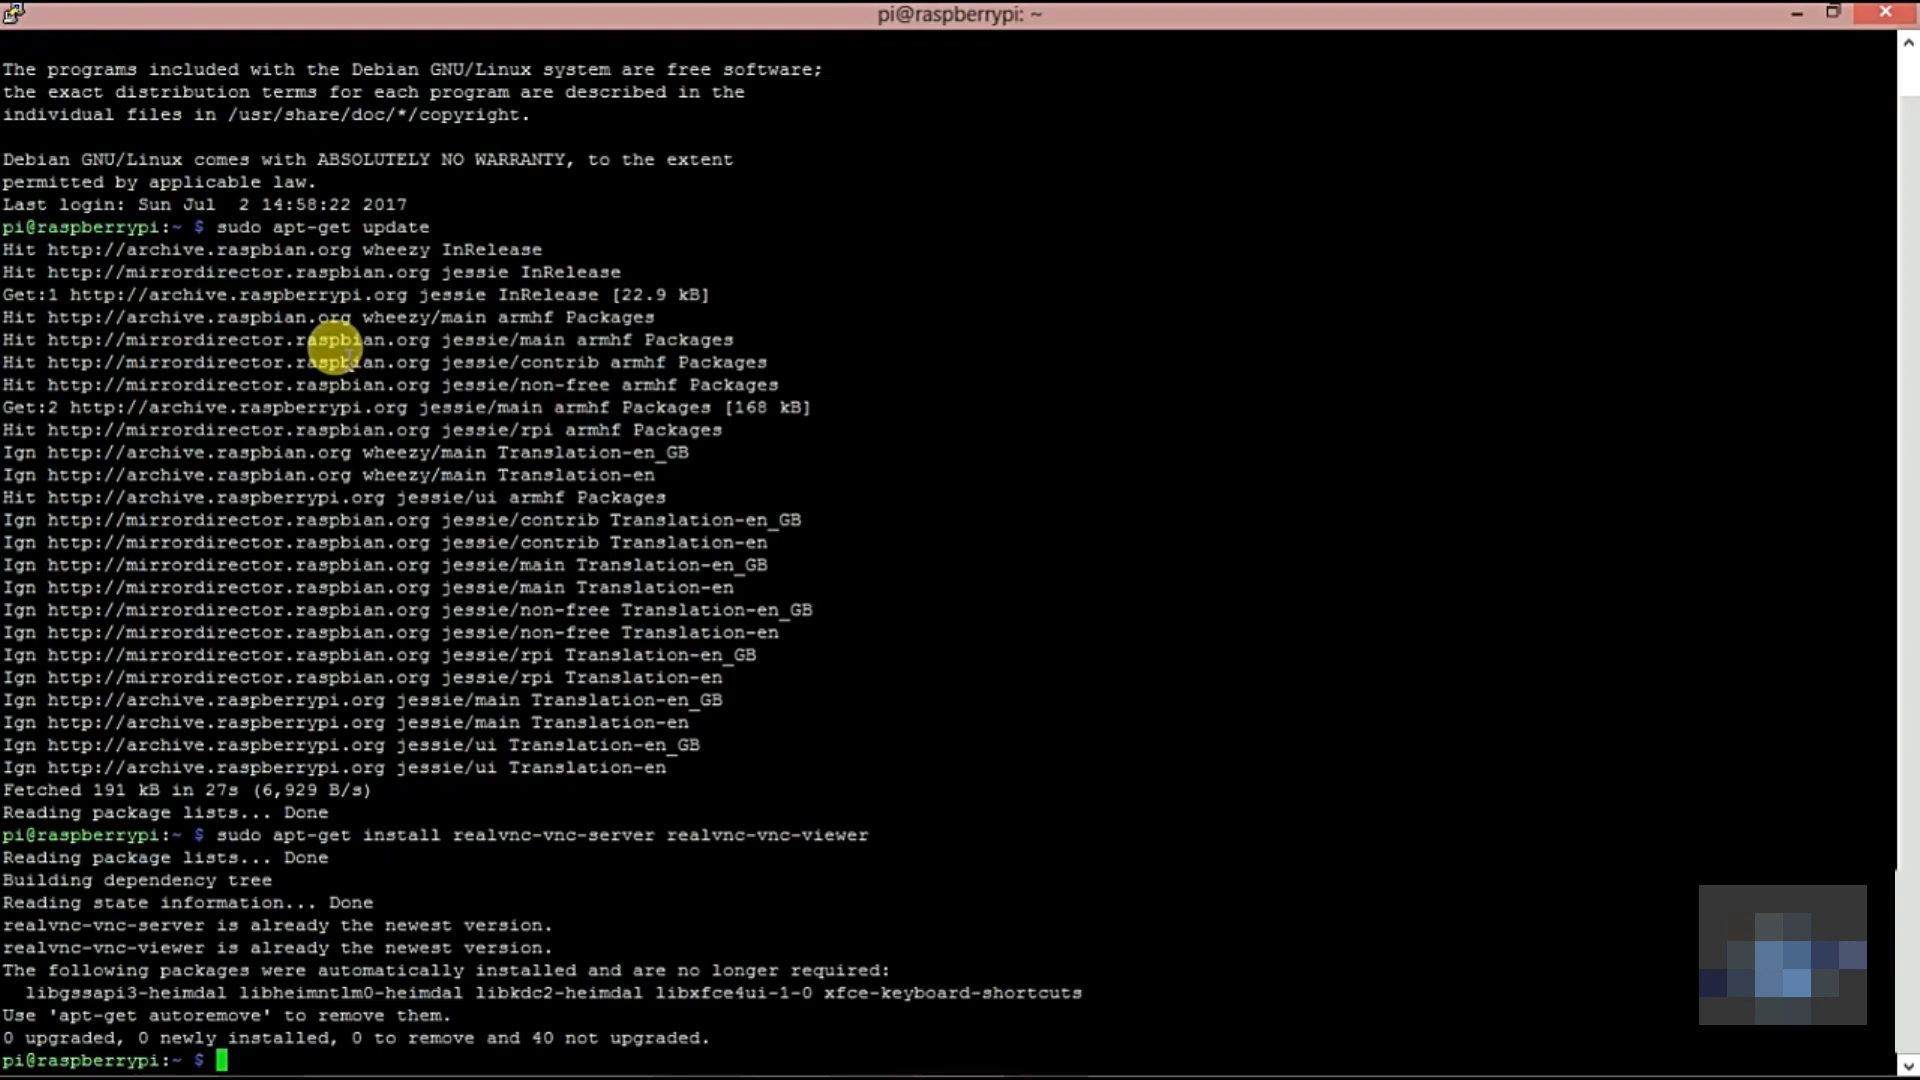 pi@raspberrypi: ~
The programs included with the Debian GNU/Linux system are free software;
the exact distribution terms for each program are described in the
individual files in /usr/share/doc/*/copyright.
Debian GNU/Linux comes with ABSOLUTELY NO WARRANTY, to the extent
permitted by applicable law.
Last login: Sun Jul  2 14:58:22 2017
pi@raspberrypi:~ $ sudo apt-get update
Hit http://archive.raspbian.org wheezy InRelease
Hit http://mirrordirector.raspbian.org jessie InRelease
Get:1 http://archive.raspberrypi.org jessie InRelease [22.9 kB]
Hit http://archive.raspbian.org wheezy/main armhf Packages
Hit http://mirrordirector.raspbian.org jessie/main armhf Packages
Hit http://mirrordirector.raspbian.org jessie/contrib armhf Packages
Hit http://mirrordirector.raspbian.org jessie/non-free armhf Packages
Get:2 http://archive.raspberrypi.org jessie/main armhf Packages [168 kB]
Hit http://mirrordirector.raspbian.org jessie/rpi armhf Packages
Ign http://archive.raspbian.org wheezy/main Translation-en_GB
Ign http://archive.raspbian.org wheezy/main Translation-en
Hit http://archive.raspberrypi.org jessie/ui armhf Packages
Ign http://mirrordirector.raspbian.org jessie/contrib Translation-en_GB
Ign http://mirrordirector.raspbian.org jessie/contrib Translation-en
Ign http://mirrordirector.raspbian.org jessie/main Translation-en_GB
Ign http://mirrordirector.raspbian.org jessie/main Translation-en
Ign http://mirrordirector.raspbian.org jessie/non-free Translation-en_GB
Ign http://mirrordirector.raspbian.org jessie/non-free Translation-en
Ign http://mirrordirector.raspbian.org jessie/rpi Translation-en_GB
Ign http://mirrordirector.raspbian.org jessie/rpi Translation-en
Ign http://archive.raspberrypi.org jessie/main Translation-en_GB
Ign http://archive.raspberrypi.org jessie/main Translation-en
Ign http://archive.raspberrypi.org jessie/ui Translation-en_GB
Ign http://archive.raspberrypi.org jessie/ui Translation-en
Fetched 191 kB in 27s (6,929 B/s)
Reading package lists... Done
pi@raspberrypi:~ $ sudo apt-get install realvnc-vnc-server realvnc-vnc-viewer
Reading package lists... Done
Building dependency tree
Reading state information... Done
realvnc-vnc-server is already the newest version.
realvnc-vnc-viewer is already the newest version.
The following packages were automatically installed and are no longer required:
  libgssapi3-heimdal libheimntlm0-heimdal libkdc2-heimdal libxfce4ui-1-0 xfce-keyboard-shortcuts
Use 'apt-get autoremove' to remove them.
0 upgraded, 0 newly installed, 0 to remove and 40 not upgraded.
pi@raspberrypi:~ $